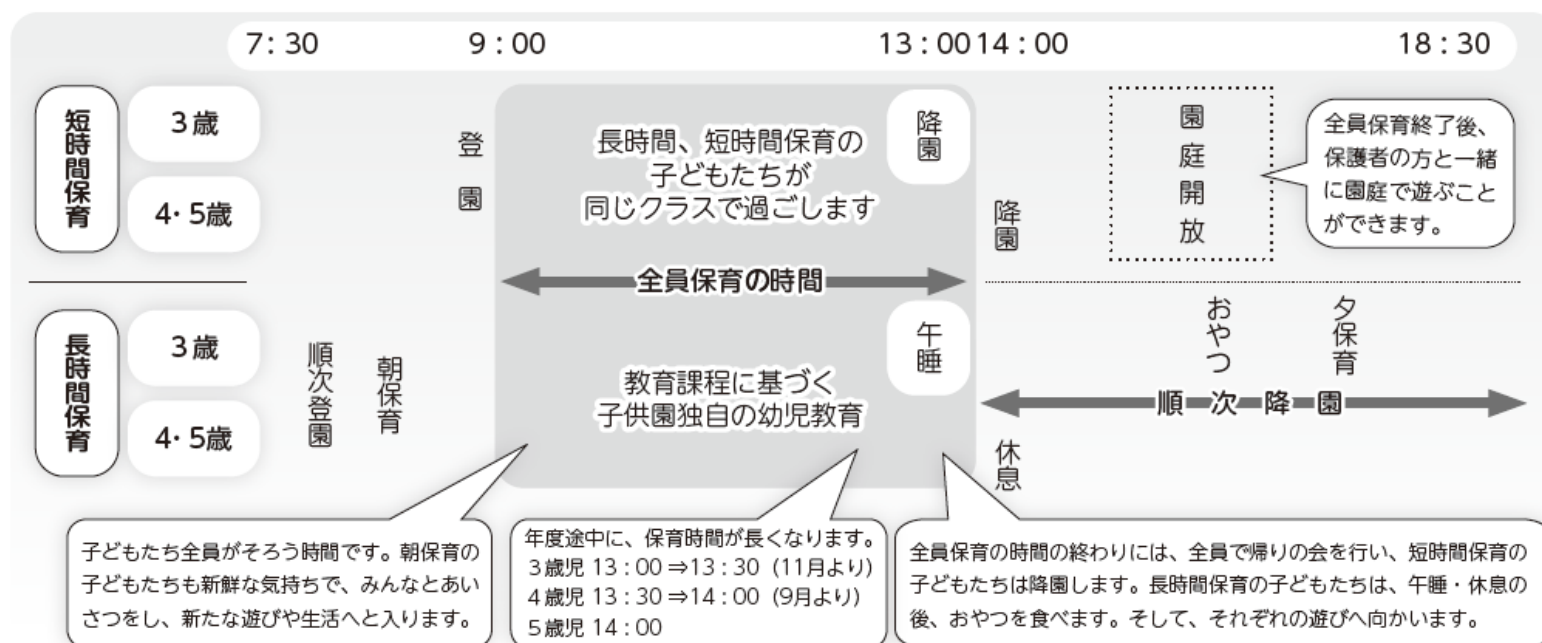 7:30 9:00 13:00 14:00 18:30
短時間保育
3歳
4・5歳
登園
長時間、短時間保育の
子どもたちが
同じクラスで過ごします
降園
降園
園庭開放
全員保育終了後、
保護者の方と一緒
に園庭で遊ぶこと
ができます。
全員保育の時間
長時間保育
3歳
4・5歳
順次登園
朝保育
教育課程に基づく
子供園独自の幼児教育
午睡
休息
おやつ
夕保育
順次降園
子どもたち全員がそろう時間です。朝保育の
子どもたちも新鮮な気持ちで、みんなとあい
さつをし、新たな遊びや生活へと入ります。
年度途中に、保育時間が長くなります。
3歳児 13:00⇒13:30 (11月より)
4歳児 13:30⇒14:00 (9月より)
5歳児 14:00
全員保育の時間の終わりには、全員で帰りの会を行い、短時間保育の
子どもたちは降園します。長時間保育の子どもたちは、午睡・休息の
後、おやつを食べます。そして、それぞれの遊びへ向かいます。